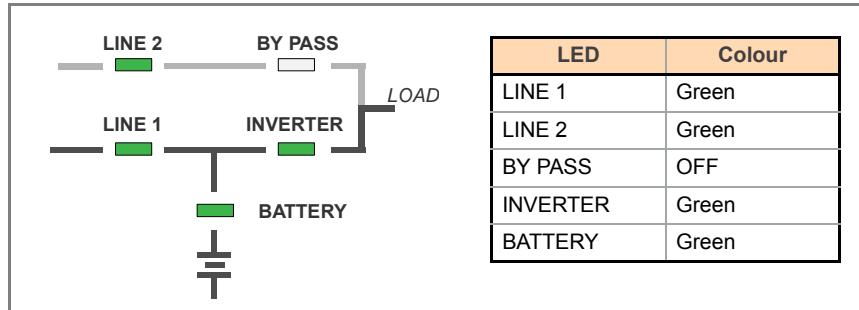 LINE 2 BY PASS
LOAD
LINE 1 INVERTER
BATTERY
LED Colour
LINE 1 Green
LINE 2 Green
BY PASS OFF
INVERTER Green
BATTERY Green